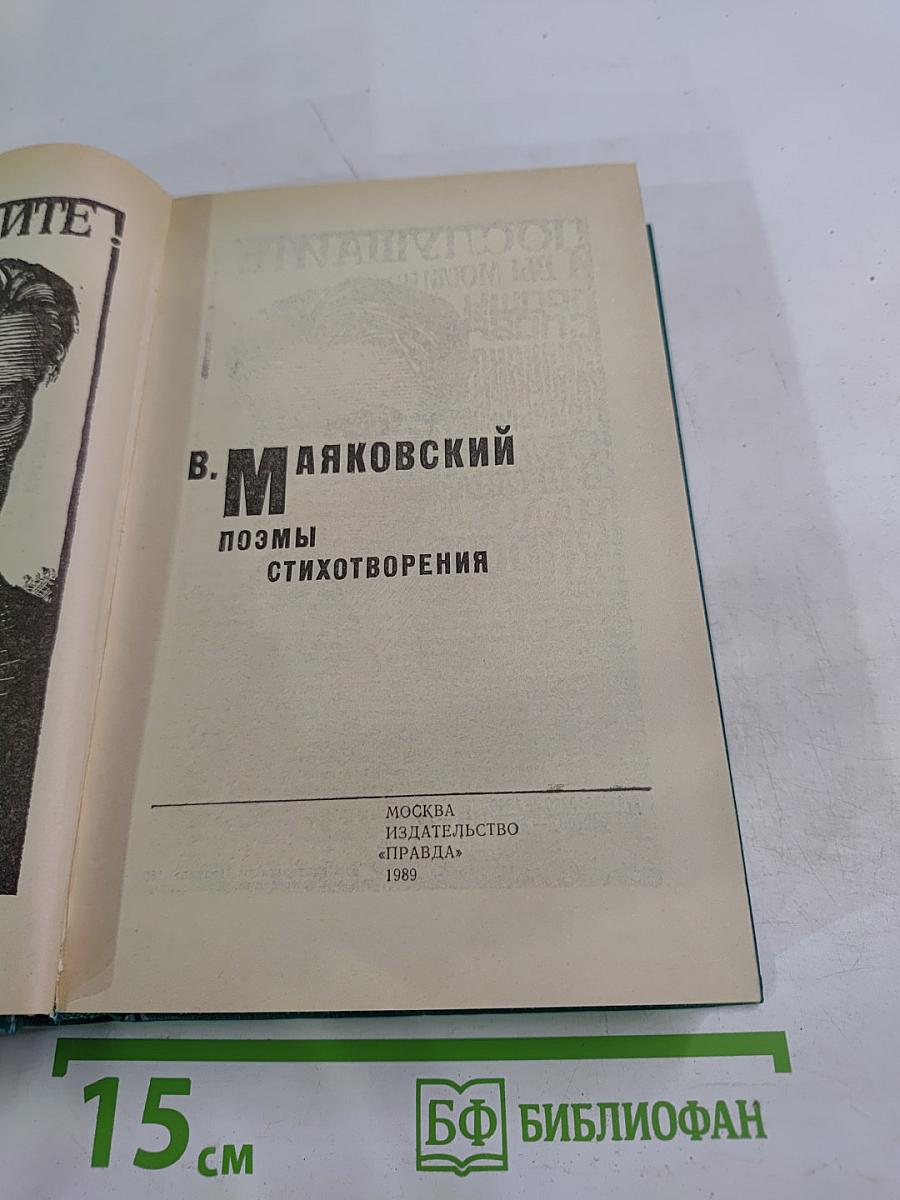 ИТЕ!
В. МАЯКОВСКИЙ
ПОЭМЫ
СТИХОТВОРЕНИЯ
МОСКВА
ИЗДАТЕЛЬСТВО
«ПРАВДА»
1989
15 см
БФ БИБЛИОФАН